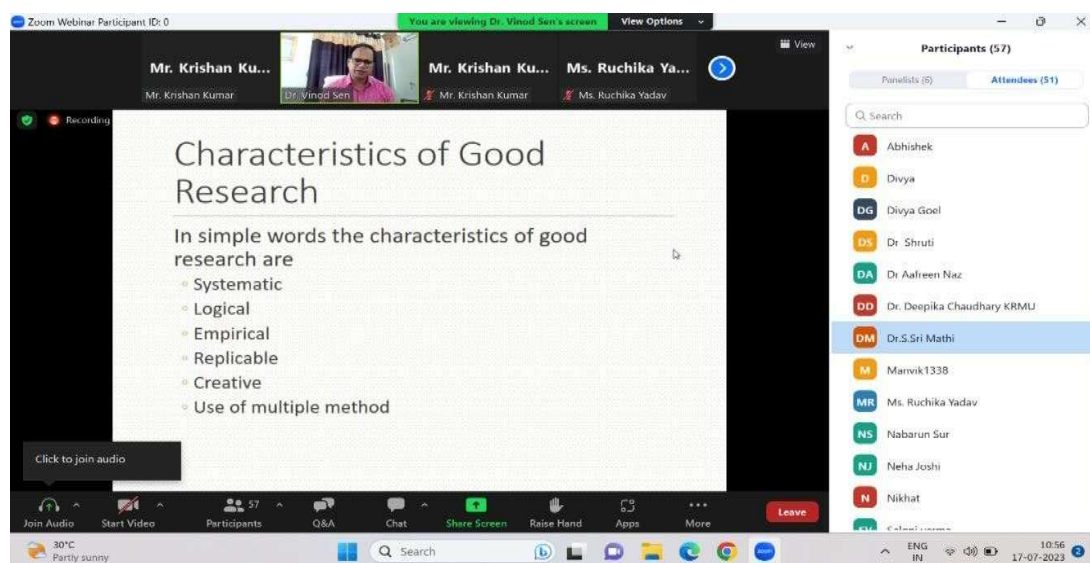 Zoom Webinar Participant ID: 0
You are viewing Dr. Vinod Sen's screen
View Options
View
Mr. Krishan Ku...
Mr. Krishan Kumar
Dr. Vinod Sen
Mr. Krishan Ku...
Mr. Krishan Kumar
Ms. Ruchika Ya...
Ms. Ruchika Yadav
Recording
Characteristics of Good
Research
In simple words the characteristics of good
research are
Systematic
Logical
Empirical
Replicable
Creative
Use of multiple method
Click to join audio
Join Audio
Start Video
57
Participants
Q&A
Chat
Share Screen
Raise Hand
Apps
More
Leave
Participants (57)
Panelists (6)
Attendees (51)
Search
A Abhishek
D Divya
DG Divya Goel
DS Dr Shruti
DA Dr Aafreen Naz
DD Dr. Deepika Chaudhary KRMU
DM Dr.S.Sri Mathi
M Manvik1338
MR Ms. Ruchika Yadav
NS Nabarun Sur
NJ Neha Joshi
N Nikhat
30°C
Partly sunny
Search
zoom
ENG
IN
10:56
17-07-2023
2